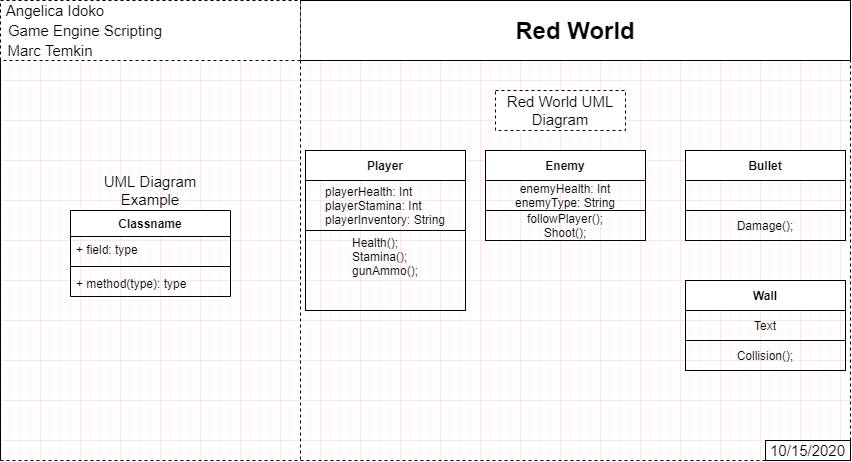 Angelica Idoko
Game Engine Scripting
Marc Temkin
Red World
Red World UML
Diagram
UML Diagram
Example
Classname
+ field: type
+ method(type): type
Player
playerHealth: Int
playerStamina: Int
playerInventory: String
Health();
Stamina();
gunAmmo();
Enemy
enemyHealth: Int
enemyType: String
followPlayer();
Shoot();
Bullet
Damage();
Wall
Text
Collision();
10/15/2020